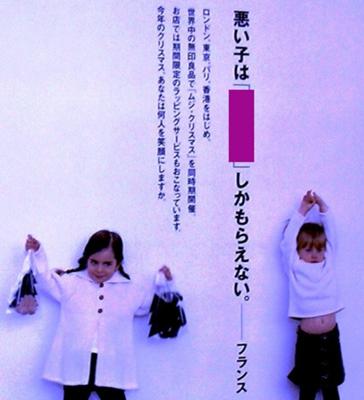 悪い子は「 」しかもらえない。——フランス
ロンドン、東京、パリ、香港をはじめ、
世界中の無印良品で『ムジ・クリスマス』を同時期開催。
お店では期間限定のラッピングサービスもおこなっています。
今年のクリスマス、あなたは何人を笑顔にしますか。